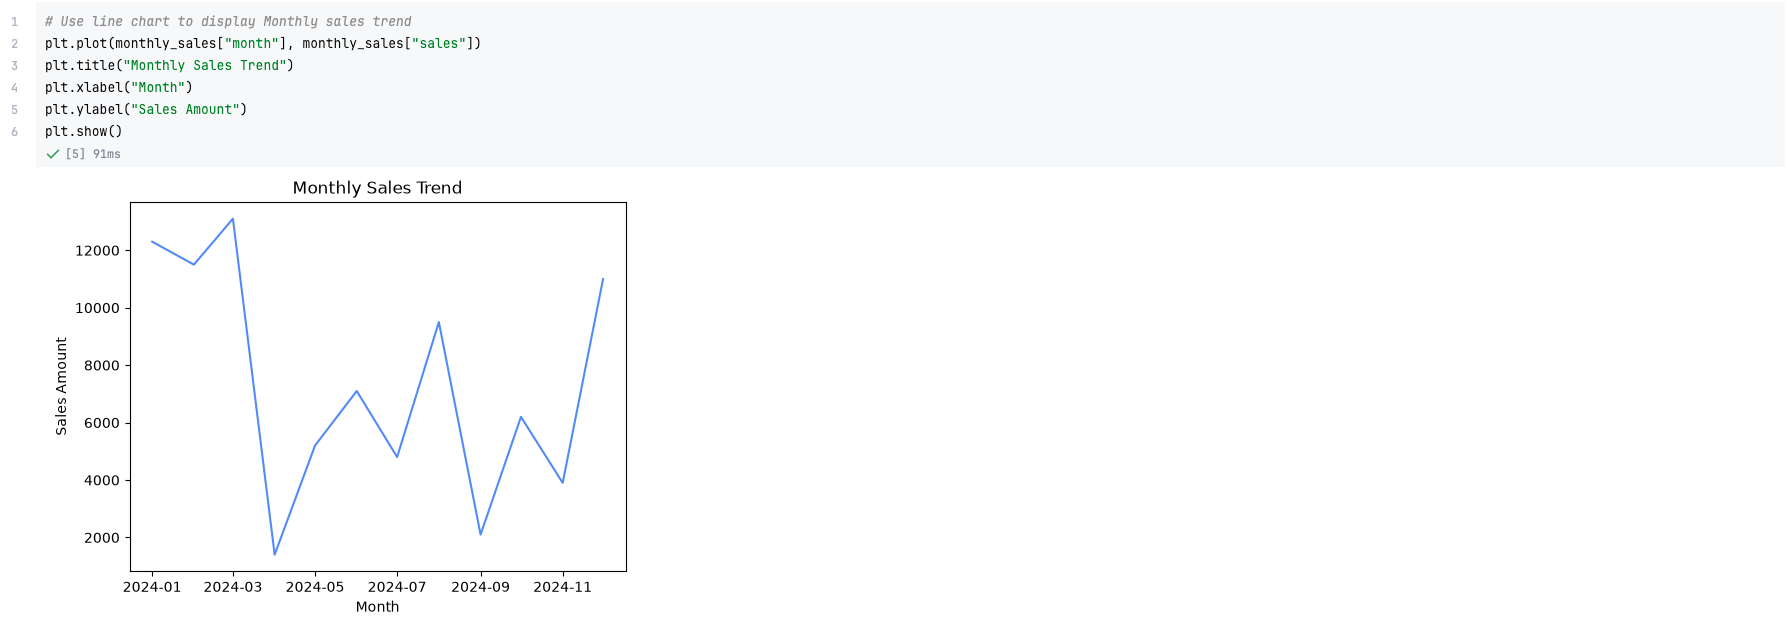 1 # Use line chart to display Monthly sales trend
2 plt.plot(monthly_sales["month"], monthly_sales["sales"])
3 plt.title("Monthly Sales Trend")
4 plt.xlabel("Month")
5 plt.ylabel("Sales Amount")
6 plt.show()
[5] 91ms
Monthly Sales Trend
12000
10000
8000
6000
4000
2000
Sales Amount
2024-01 2024-03 2024-05 2024-07 2024-09 2024-11
Month